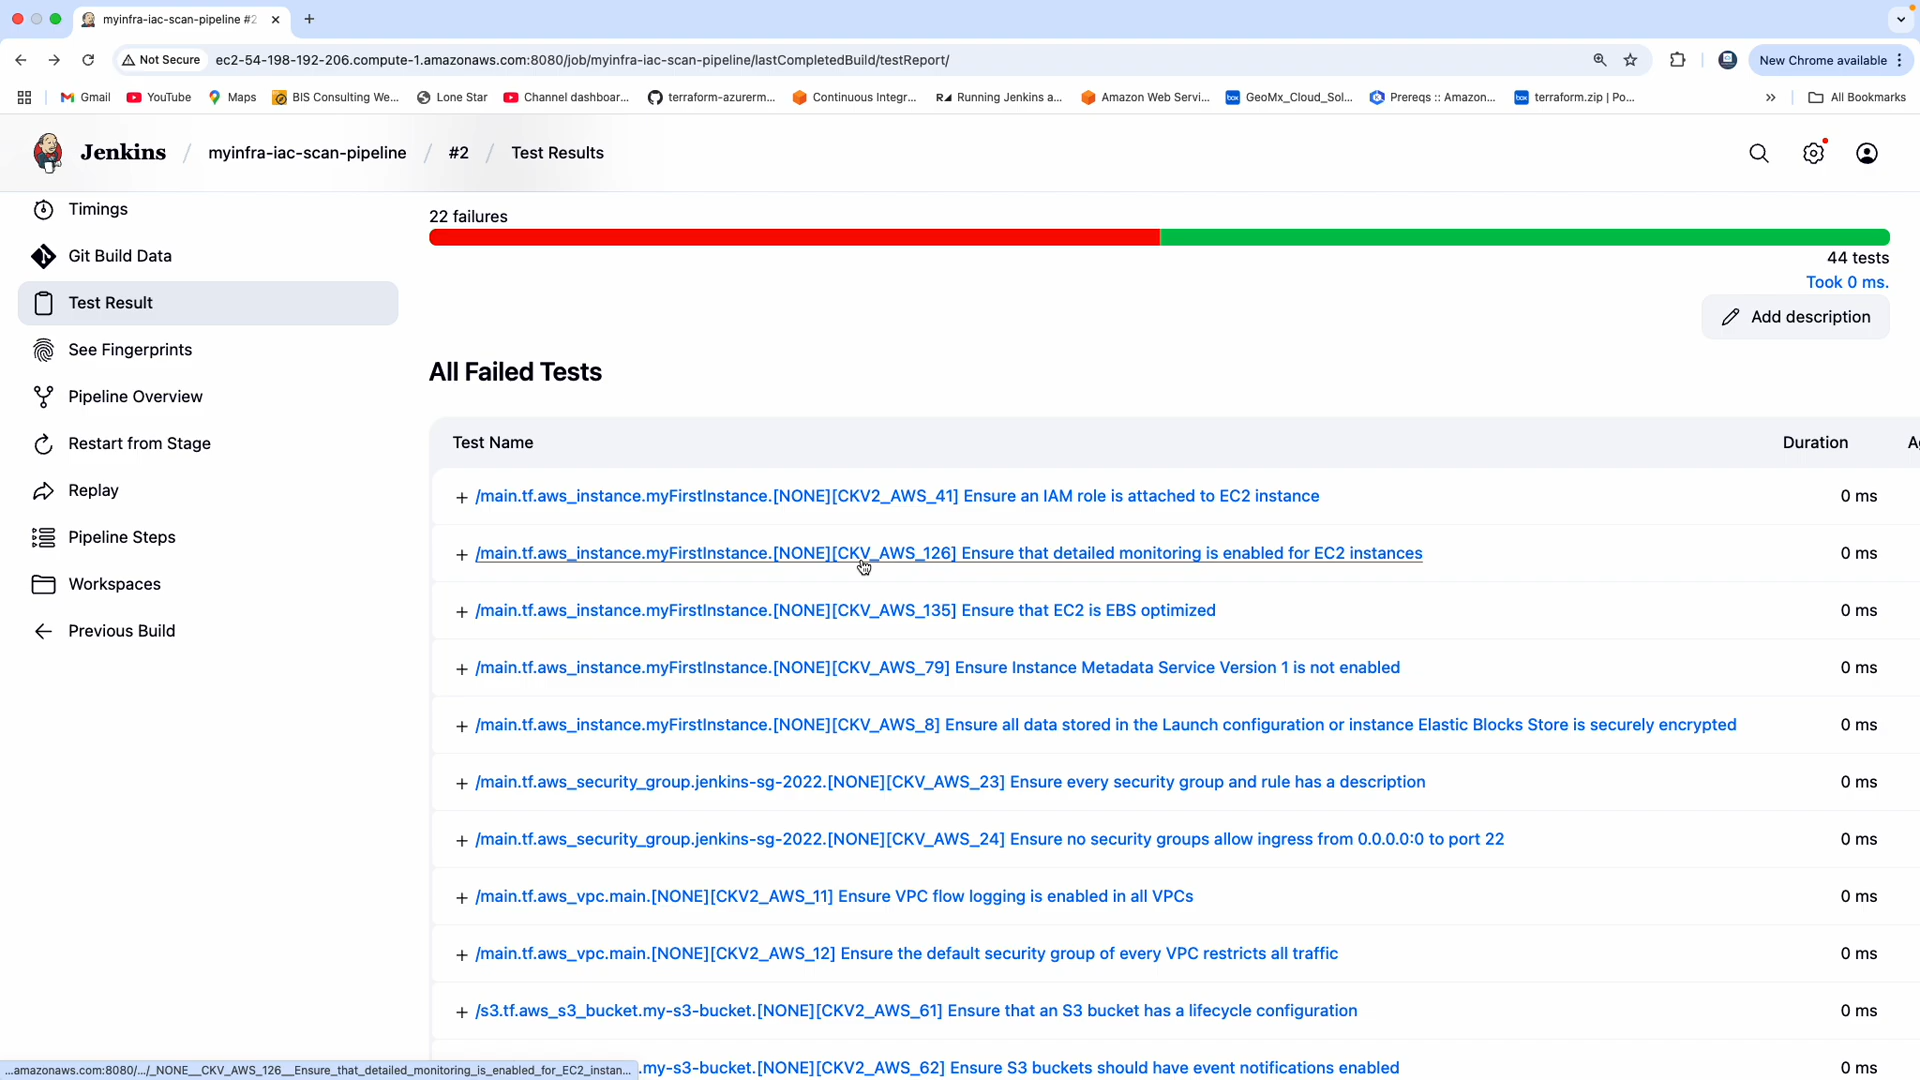 myinfra-iac-scan-pipeline #2
Not Secure
ec2-54-198-192-206.compute-1.amazonaws.com:8080/job/myinfra-iac-scan-pipeline/lastCompletedBuild/testReport/
New Chrome available
Gmail
YouTube
Maps
BIS Consulting We...
Lone Star
Channel dashboar...
terraform-azurerm...
Continuous Integr...
Running Jenkins a...
Amazon Web Servi...
GeoMx_Cloud_Sol...
Prereqs :: Amazon...
terraform.zip | Po...
All Bookmarks
Jenkins / myinfra-iac-scan-pipeline / #2 / Test Results
Timings
Git Build Data
Test Result
See Fingerprints
Pipeline Overview
Restart from Stage
Replay
Pipeline Steps
Workspaces
Previous Build
22 failures
44 tests
Took 0 ms.
Add description
All Failed Tests
Test Name Duration
+ /main.tf.aws_instance.myFirstInstance.[NONE][CKV2_AWS_41] Ensure an IAM role is attached to EC2 instance 0 ms
+ /main.tf.aws_instance.myFirstInstance.[NONE][CKV_AWS_126] Ensure that detailed monitoring is enabled for EC2 instances 0 ms
+ /main.tf.aws_instance.myFirstInstance.[NONE][CKV_AWS_135] Ensure that EC2 is EBS optimized 0 ms
+ /main.tf.aws_instance.myFirstInstance.[NONE][CKV_AWS_79] Ensure Instance Metadata Service Version 1 is not enabled 0 ms
+ /main.tf.aws_instance.myFirstInstance.[NONE][CKV_AWS_8] Ensure all data stored in the Launch configuration or instance Elastic Blocks Store is securely encrypted 0 ms
+ /main.tf.aws_security_group.jenkins-sg-2022.[NONE][CKV_AWS_23] Ensure every security group and rule has a description 0 ms
+ /main.tf.aws_security_group.jenkins-sg-2022.[NONE][CKV_AWS_24] Ensure no security groups allow ingress from 0.0.0.0:0 to port 22 0 ms
+ /main.tf.aws_vpc.main.[NONE][CKV2_AWS_11] Ensure VPC flow logging is enabled in all VPCs 0 ms
+ /main.tf.aws_vpc.main.[NONE][CKV2_AWS_12] Ensure the default security group of every VPC restricts all traffic 0 ms
+ /s3.tf.aws_s3_bucket.my-s3-bucket.[NONE][CKV2_AWS_61] Ensure that an S3 bucket has a lifecycle configuration 0 ms
.my-s3-bucket.[NONE][CKV2_AWS_62] Ensure S3 buckets should have event notifications enabled 0 ms
...amazonaws.com:8080/.../_NONE__CKV_AWS_126__Ensure_that_detailed_monitoring_is_enabled_for_EC2_instan...